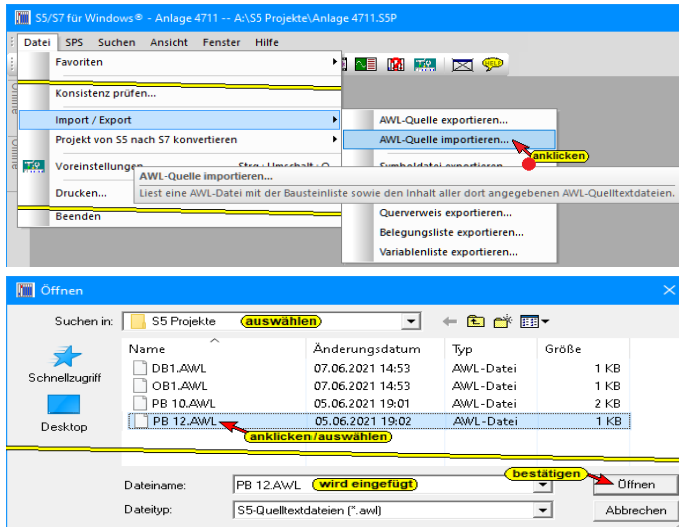 S5/S7 für Windows® - Anlage 4711 -- A:\S5 Projekte\Anlage 4711.S5P
Datei SPS Suchen Ansicht Fenster Hilfe
Favoriten
HELP
Konsistenz prüfen...
Import / Export
AWL-Quelle exportieren...
Projekt von S5 nach S7 konvertieren
AWL-Quelle importieren...
anklicken
Voreinstellungen
AWL-Quelle importieren...
Liest eine AWL-Datei mit der Bausteinliste sowie den Inhalt aller dort angegebenen AWL-Quelltextdateien.
Drucken...
Beenden
Querverweis exportieren...
Belegungsliste exportieren...
Variablenliste exportieren...
Öffnen
Suchen in: S5 Projekte auswählen
Schnellzugriff
Desktop
Name Änderungsdatum Typ Größe
DB1.AWL 07.06.2021 14:53 AWL-Datei 1 KB
OB1.AWL 07.06.2021 14:53 AWL-Datei 1 KB
PB 10.AWL 05.06.2021 19:01 AWL-Datei 2 KB
PB 12.AWL 05.06.2021 19:02 AWL-Datei 1 KB
anklicken/auswählen
bestätigen
Dateiname: PB 12.AWL wird eingefügt Öffnen
Dateityp: S5-Quelltextdateien (*.awl) Abbrechen